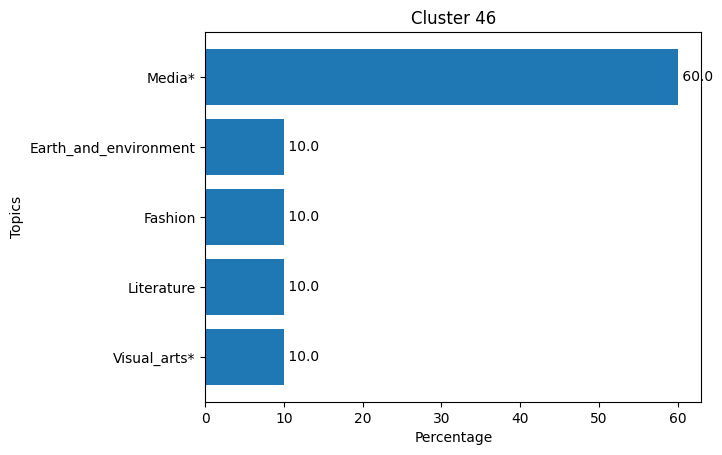 Cluster 46
Media*
60.0
Earth_and_environment
10.0
Fashion
10.0
Literature
10.0
Visual_arts*
10.0
Topics
0 10 20 30 40 50 60
Percentage